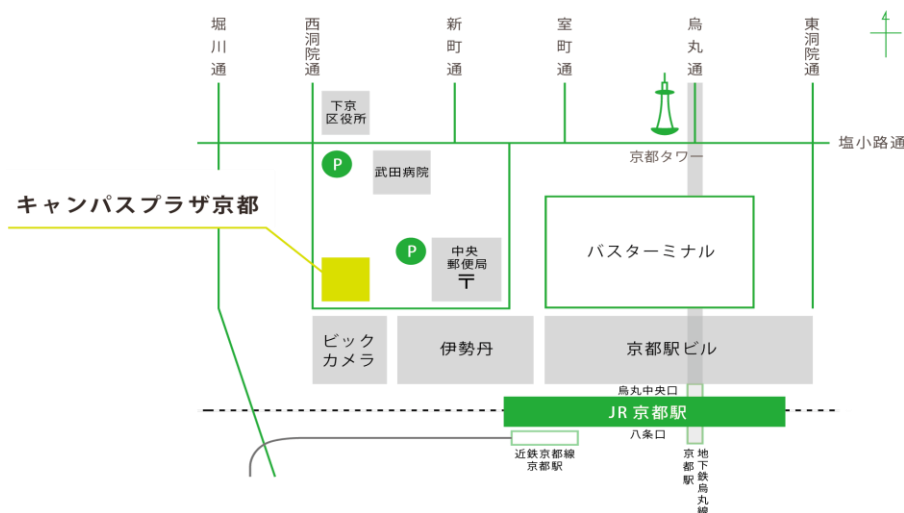 堀川通
西洞院通
新町通
室町通
烏丸通
東洞院通
下京
区役所
塩小路通
P
武田病院
京都タワー
キャンパスプラザ京都
P
中央
郵便局
〒
バスターミナル
ビック
カメラ
伊勢丹
京都駅ビル
烏丸中央口
JR 京都駅
八条口
近鉄京都線
京都駅
地下鉄烏丸線
京都駅